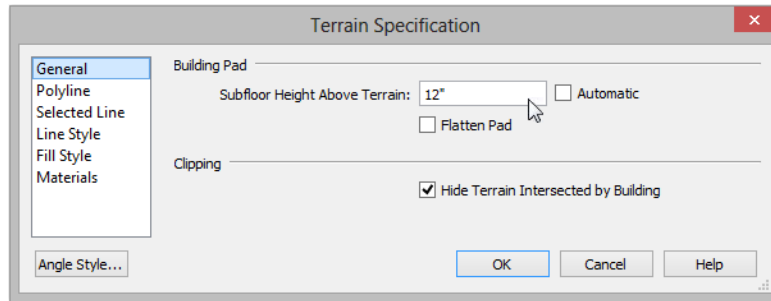 Terrain Specification
General
Polyline
Selected Line
Line Style
Fill Style
Materials
Angle Style...
Building Pad
Subfloor Height Above Terrain: 12" Automatic
Flatten Pad
Clipping
Hide Terrain Intersected by Building
OK Cancel Help